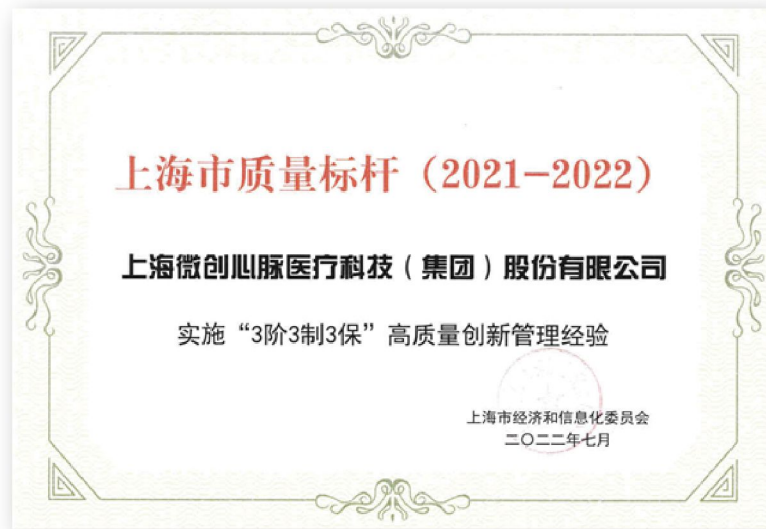 上海市质量标杆（2021—2022）
上海微创心脉医疗科技（集团）股份有限公司
实施“3阶3制3保”高质量创新管理经验
上海市经济和信息化委员会
二〇二二年七月